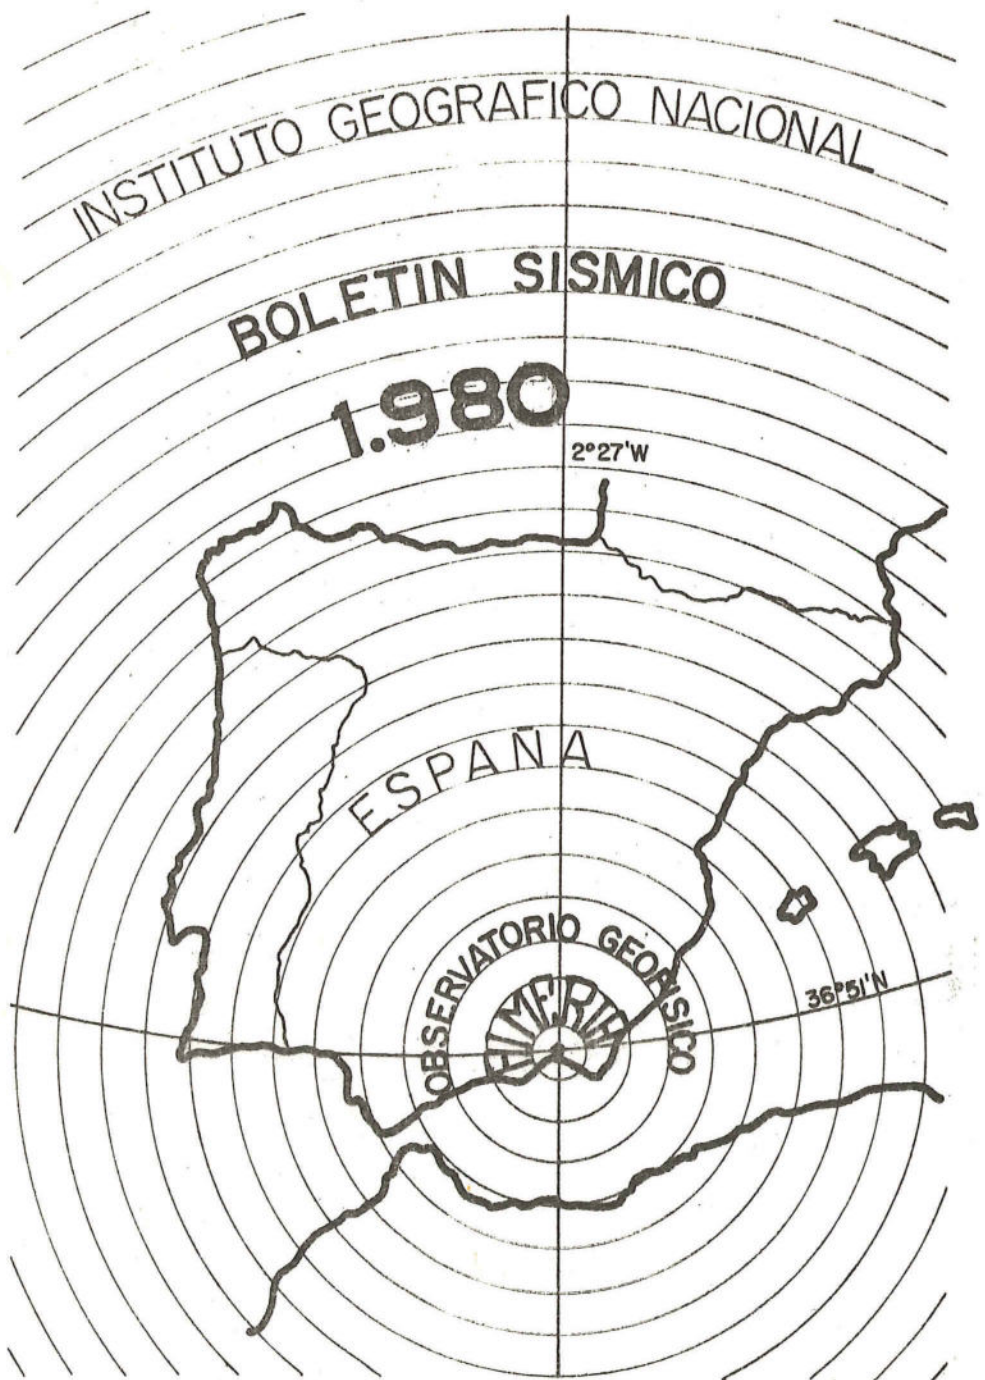 INSTITUTO GEOGRAFICO NACIONAL
BOLETIN SISMICO
1.980
2°27'W
ESPAÑA
OBSERVATORIO GEOFISICO
ALMERIA
36°51'N